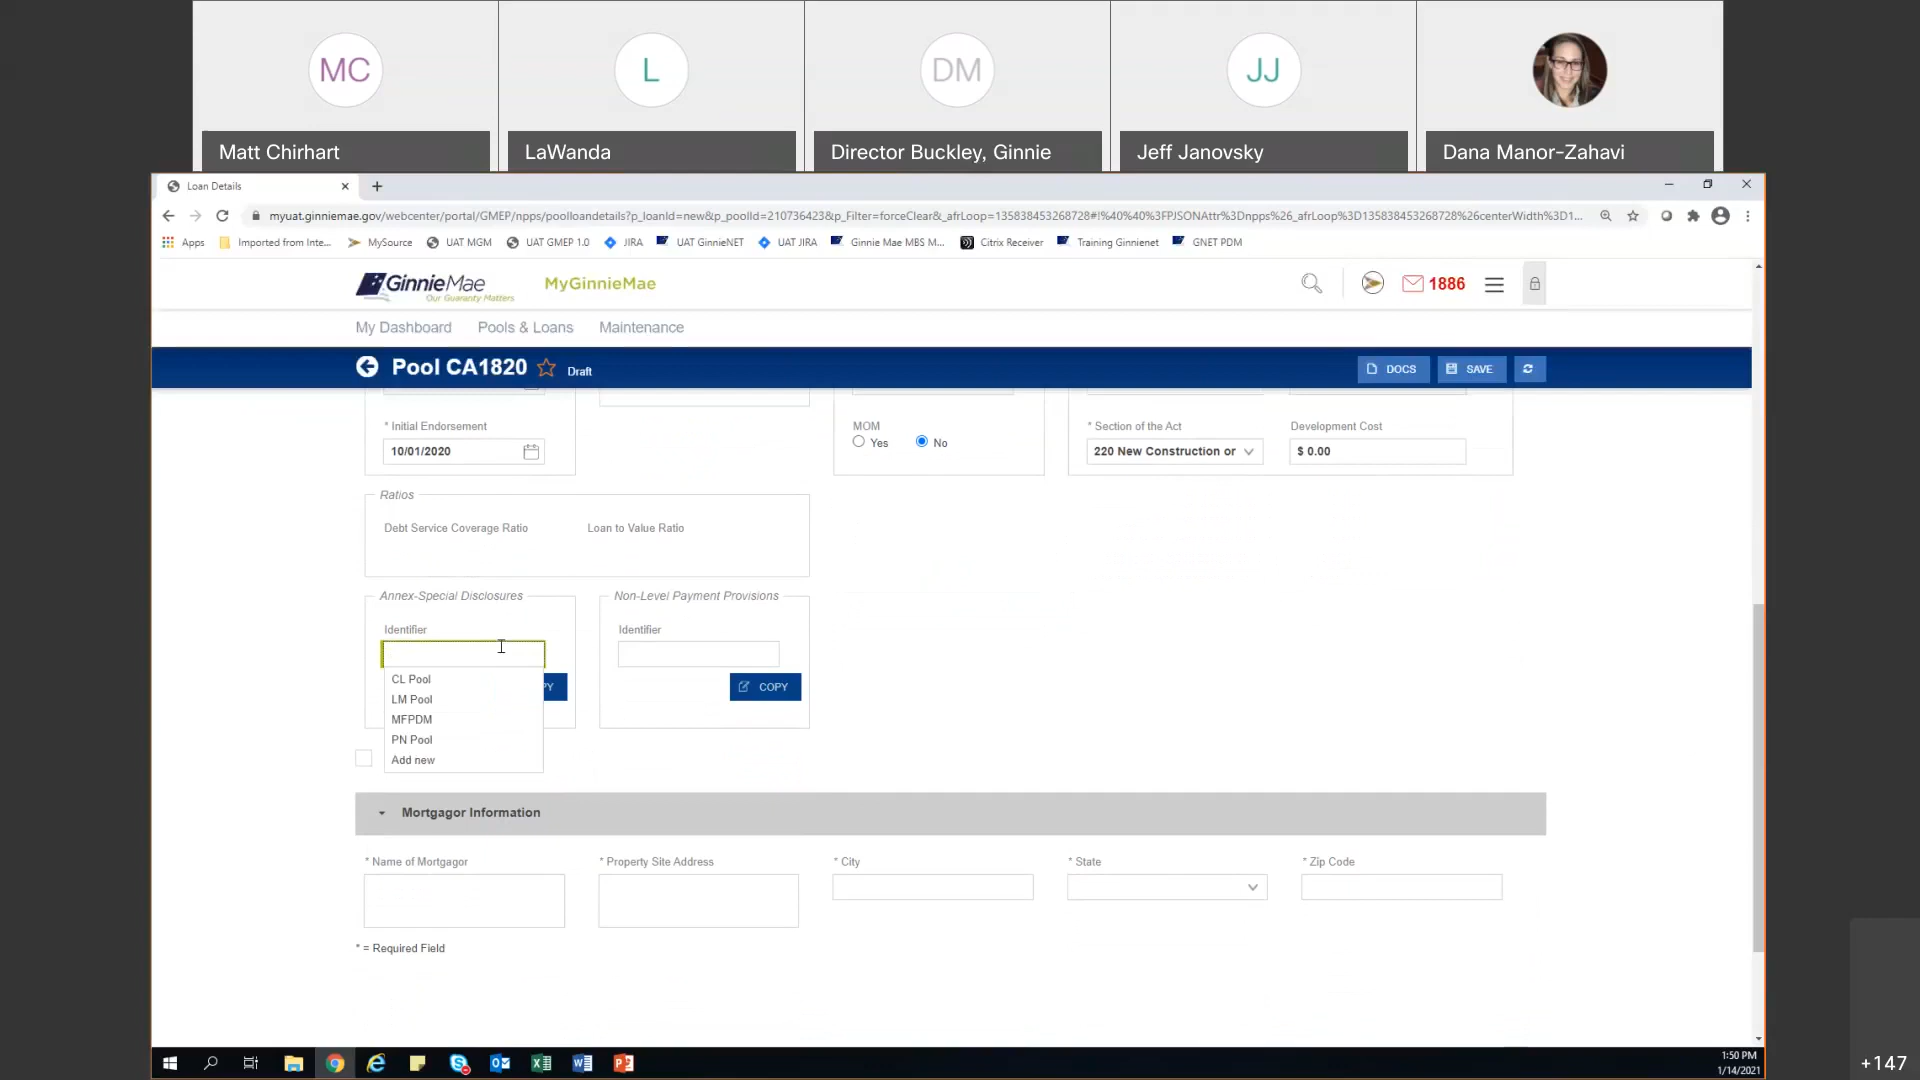 MC
L
DM
JJ
Matt Chirhart
LaWanda
Director Buckley, Ginnie
Jeff Janovsky
Dana Manor-Zahavi
Loan Details
myuat.ginniemae.gov/webcenter/portal/GMEP/npps/poolloandetails?p_loanId=new&p_poolId=210736423&p_Filter=forceClear&_afrLoop=135838453268728#!%40%40%3FPJSONAttr%3Dnpps%26_afrLoop%3D135838453268728%26centerWidth%3D1...
Apps
Imported from Inte...
MySource
UAT MGM
UAT GMEP 1.0
JIRA
UAT GinnieNET
UAT JIRA
Ginnie Mae MBS M...
Citrix Receiver
Training Ginnienet
GNET PDM
GinnieMae
Our Guaranty Matters
MyGinnieMae
1886
My Dashboard
Pools & Loans
Maintenance
Pool CA1820
Draft
DOCS
SAVE
* Initial Endorsement
10/01/2020
MOM
Yes
No
* Section of the Act
220 New Construction or
Development Cost
$ 0.00
Ratios
Debt Service Coverage Ratio
Loan to Value Ratio
Annex-Special Disclosures
Identifier
CL Pool
LM Pool
MFPDM
PN Pool
Add new
PY
Non-Level Payment Provisions
Identifier
COPY
Mortgagor Information
* Name of Mortgagor
* Property Site Address
* City
* State
* Zip Code
* = Required Field
1:50 PM
1/14/2021
+147